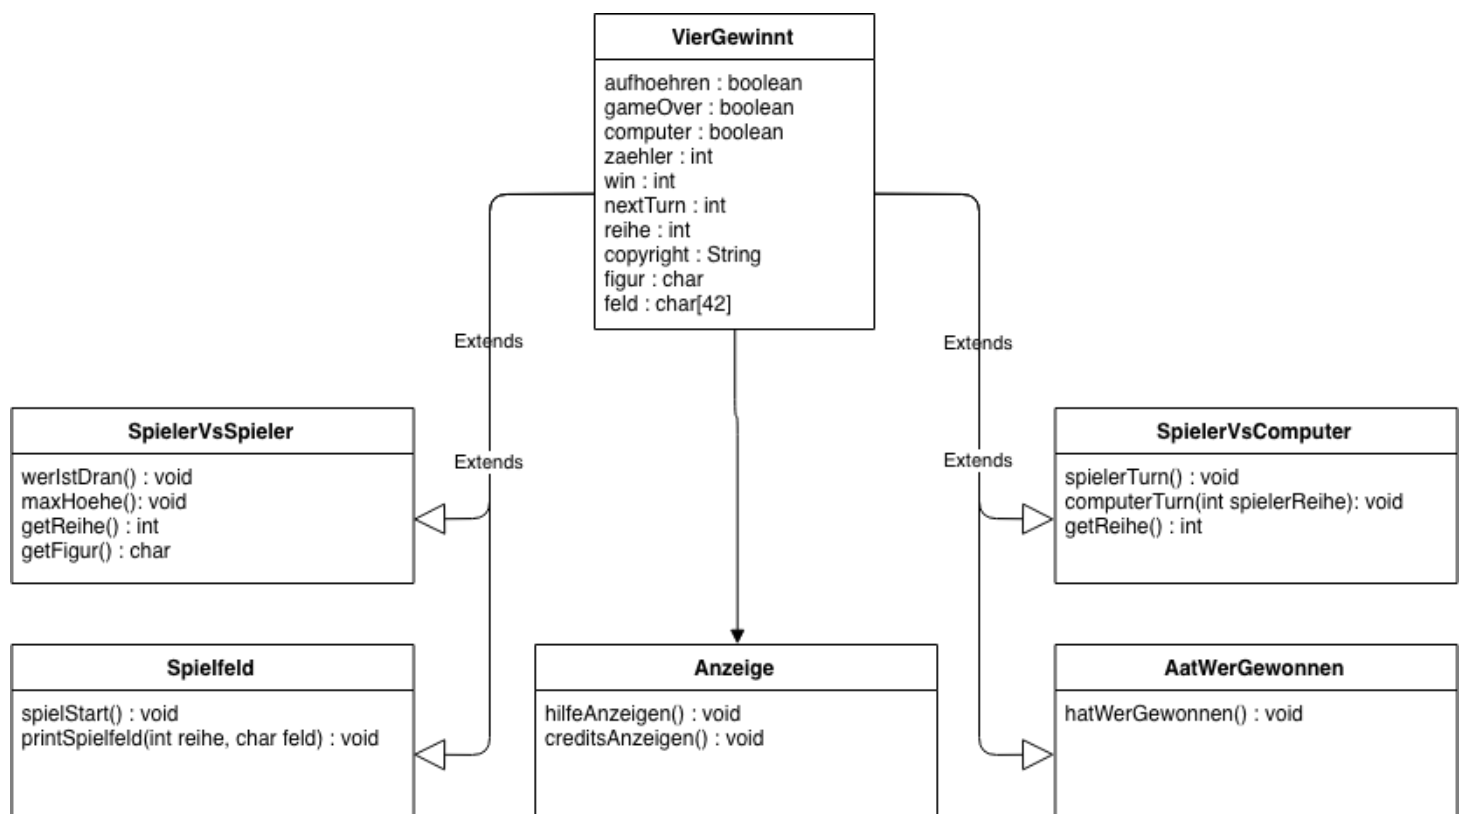 VierGewinnt
aufhoehren : boolean
gameOver : boolean
computer : boolean
zaehler : int
win : int
nextTurn : int
reihe : int
copyright : String
figur : char
feld : char[42]
Extends
Extends
Extends
Extends
SpielerVsSpieler
werIstDran() : void
maxHoehe(): void
getReihe() : int
getFigur() : char
SpielerVsComputer
spielerTurn() : void
computerTurn(int spielerReihe): void
getReihe() : int
Spielfeld
spielStart() : void
printSpielfeld(int reihe, char feld) : void
Anzeige
hilfeAnzeigen() : void
creditsAnzeigen() : void
AatWerGewonnen
hatWerGewonnen() : void